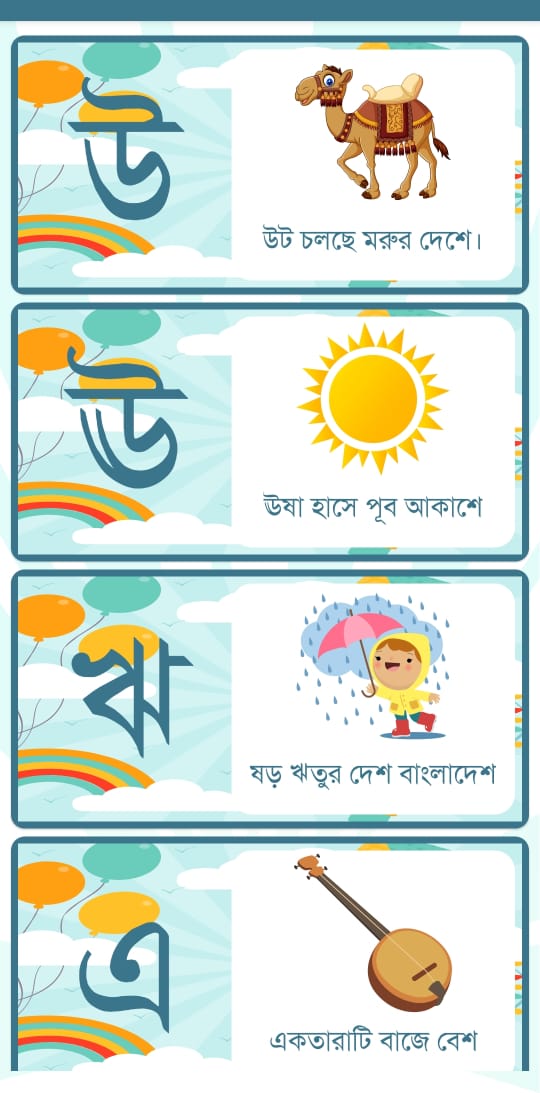 উ
উট চলছে মরুর দেশে।
ঊ
ঊষা হাসে পূব আকাশে
ঋ
ষড় ঋতুর দেশ বাংলাদেশ
এ
একতারাটি বাজে বেশ